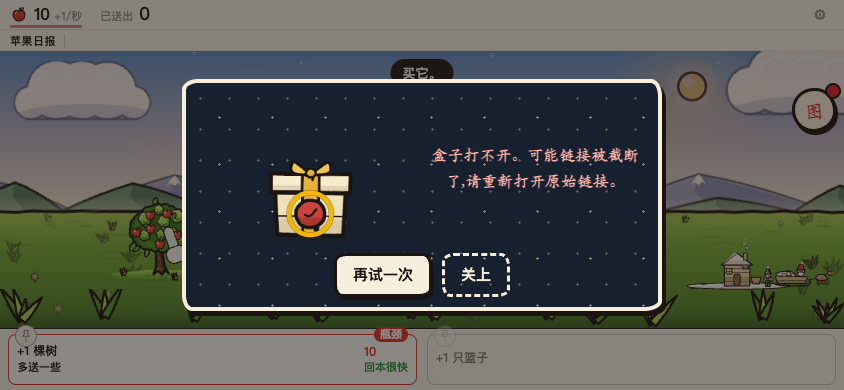 10 +1/秒 已送出 0
苹果日报
买它。
图
盒子打不开。可能链接被截断
了,请重新打开原始链接。
再试一次 关上
瓶颈
+1 棵树 10
多送一些 回本很快
+1 只篮子